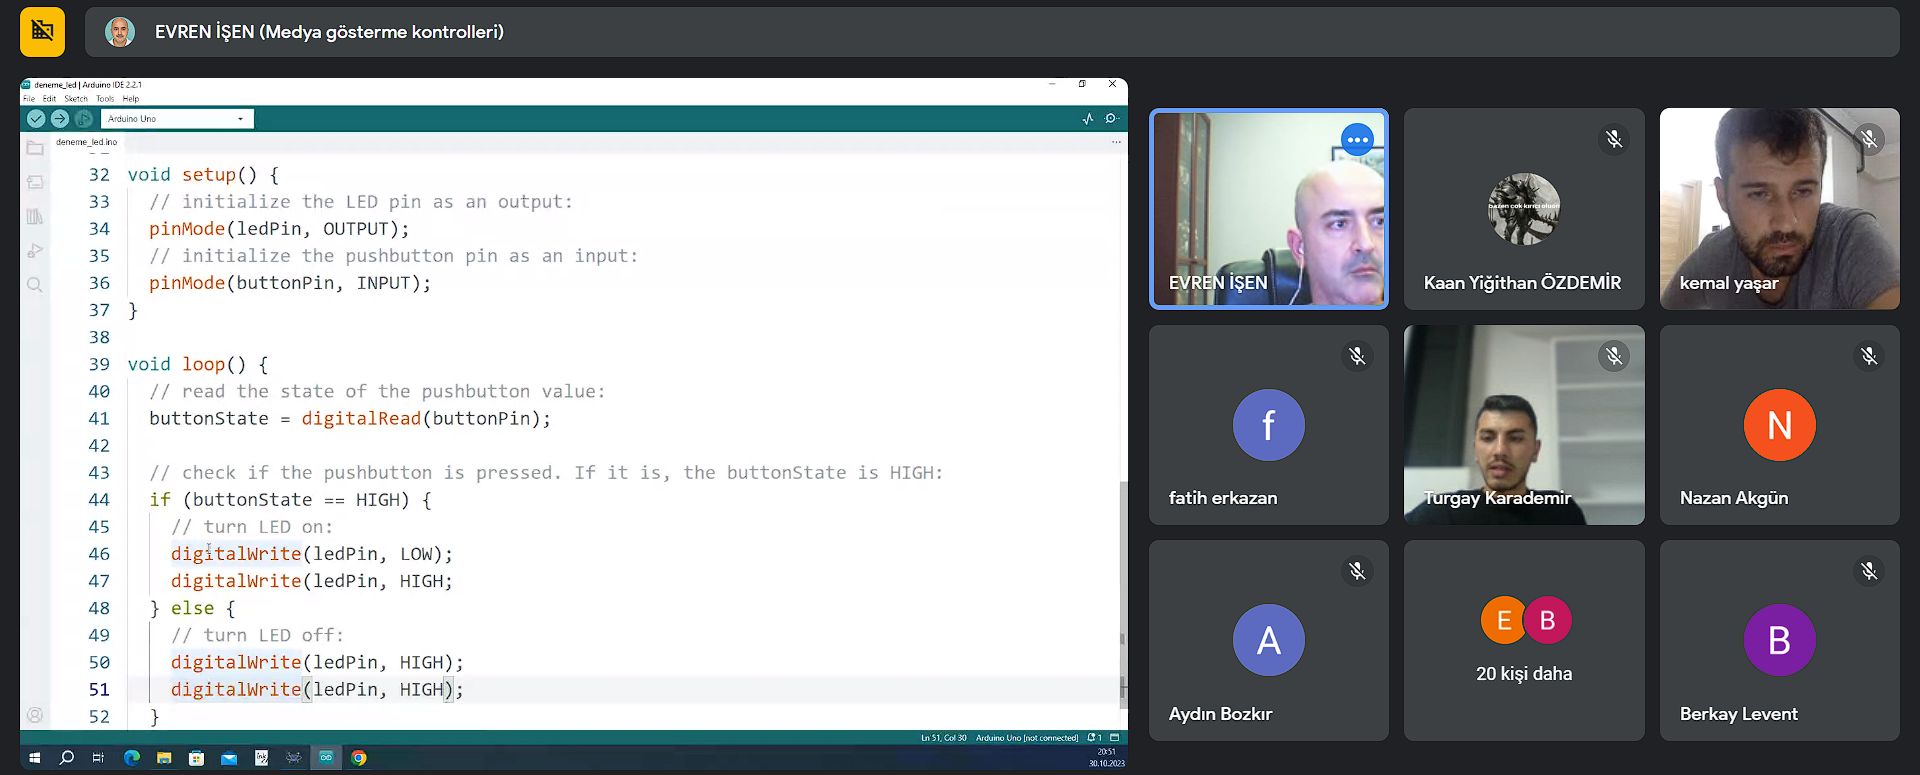 EVREN İŞEN (Medya gösterme kontrolleri)
deneme_led | Arduino IDE 2.2.1
File Edit Sketch Tools Help
Arduino Uno
deneme_led.ino
32 void setup() {
33 // initialize the LED pin as an output:
34 pinMode(ledPin, OUTPUT);
35 // initialize the pushbutton pin as an input:
36 pinMode(buttonPin, INPUT);
37 }
38
39 void loop() {
40 // read the state of the pushbutton value:
41 buttonState = digitalRead(buttonPin);
42
43 // check if the pushbutton is pressed. If it is, the buttonState is HIGH:
44 if (buttonState == HIGH) {
45 // turn LED on:
46 digitalWrite(ledPin, LOW);
47 digitalWrite(ledPin, HIGH;
48 } else {
49 // turn LED off:
50 digitalWrite(ledPin, HIGH);
51 digitalWrite(ledPin, HIGH);
52 }
Ln 51, Col 30 Arduino Uno [not connected] 1
20:51
30.10.2023
EVREN İŞEN
Kaan Yiğithan ÖZDEMİR
kemal yaşar
f
fatih erkazan
Turgay Karademir
N
Nazan Akgün
A
Aydın Bozkır
E B
20 kişi daha
B
Berkay Levent